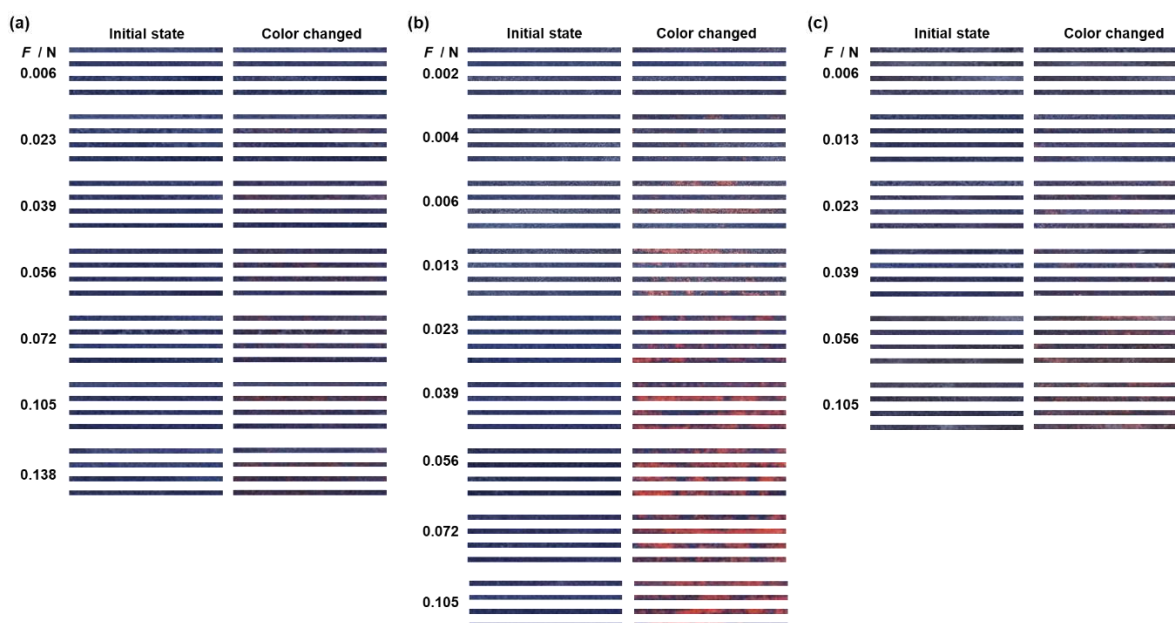 (a)
Initial state Color changed
F / N
0.006
0.023
0.039
0.056
0.072
0.105
0.138
(b)
Initial state Color changed
F / N
0.002
0.004
0.006
0.013
0.023
0.039
0.056
0.072
0.105
(c)
Initial state Color changed
F / N
0.006
0.013
0.023
0.039
0.056
0.105